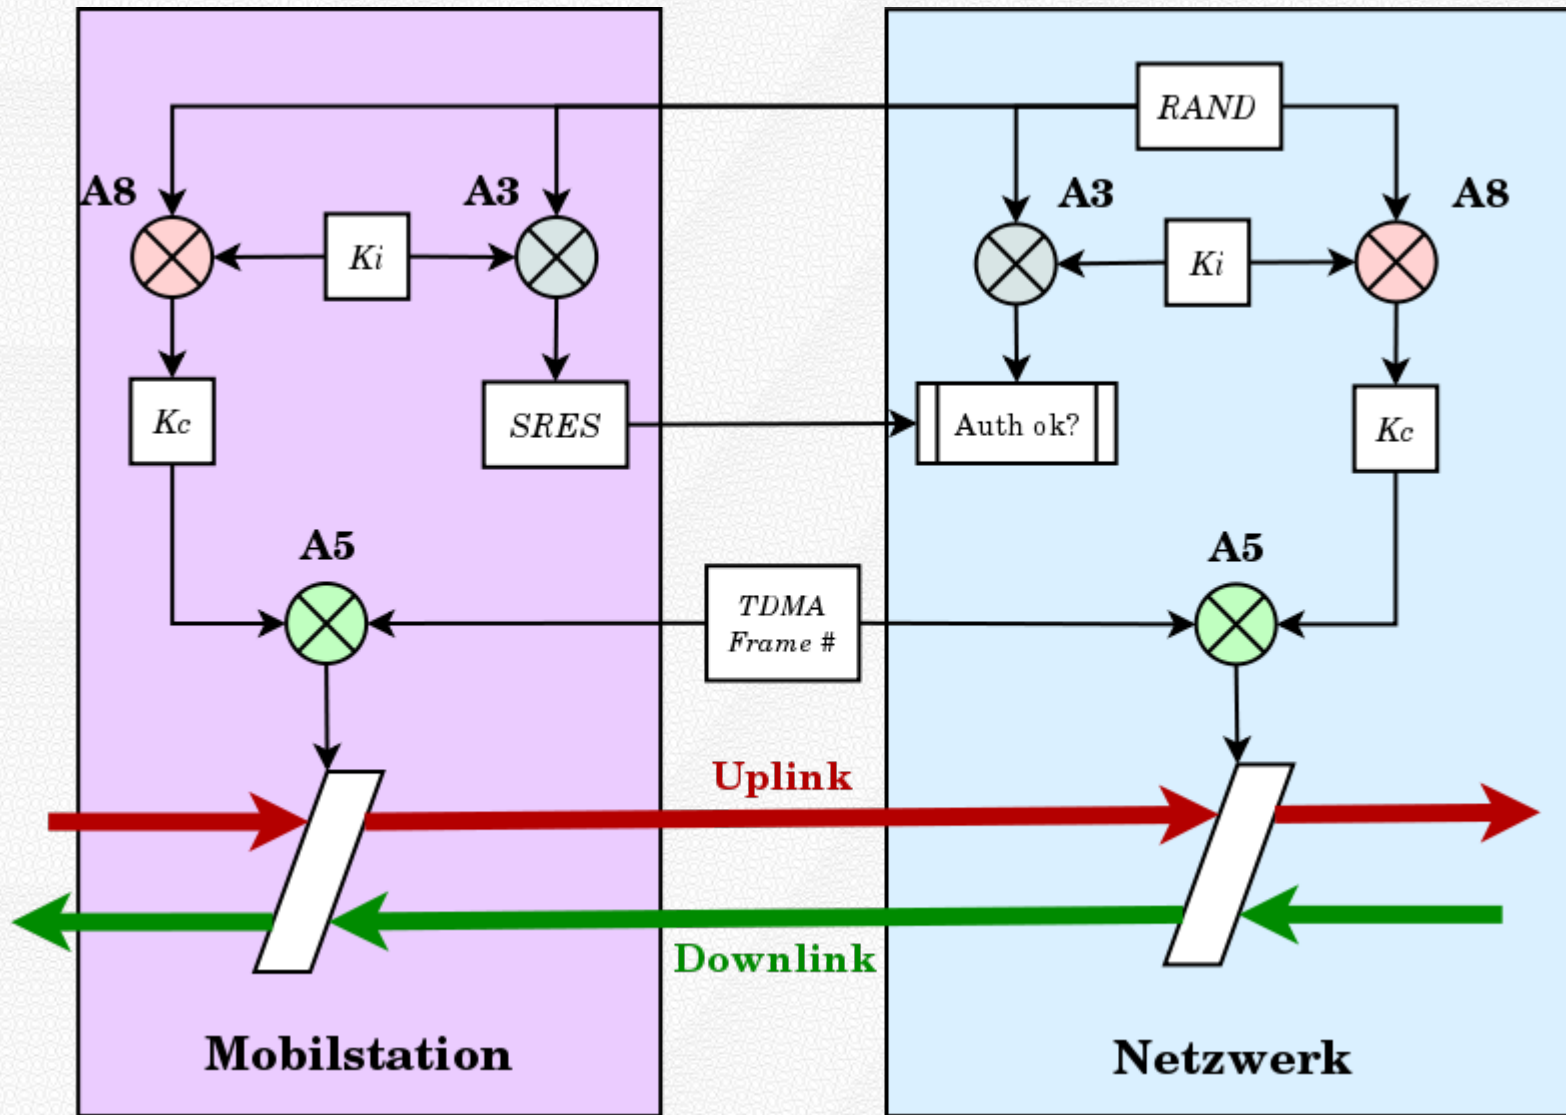 RAND
A8
A3
A3
A8
Ki
Ki
Kc
SRES
Auth ok?
Kc
A5
A5
TDMA
Frame #
Uplink
Downlink
Mobilstation
Netzwerk